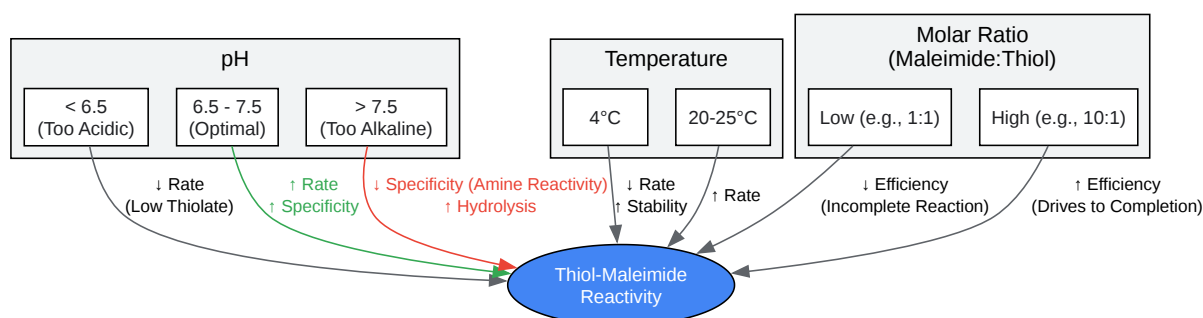 pH
< 6.5
(Too Acidic)
6.5 - 7.5
(Optimal)
> 7.5
(Too Alkaline)
Temperature
4°C
20-25°C
Molar Ratio
(Maleimide:Thiol)
Low (e.g., 1:1)
High (e.g., 10:1)
↓ Rate
(Low Thiolate)
↑ Rate
↑ Specificity
↓ Specificity (Amine Reactivity)
↑ Hydrolysis
↓ Rate
↑ Stability
↑ Rate
↓ Efficiency
(Incomplete Reaction)
↑ Efficiency
(Drives to Completion)
Thiol-Maleimide
Reactivity